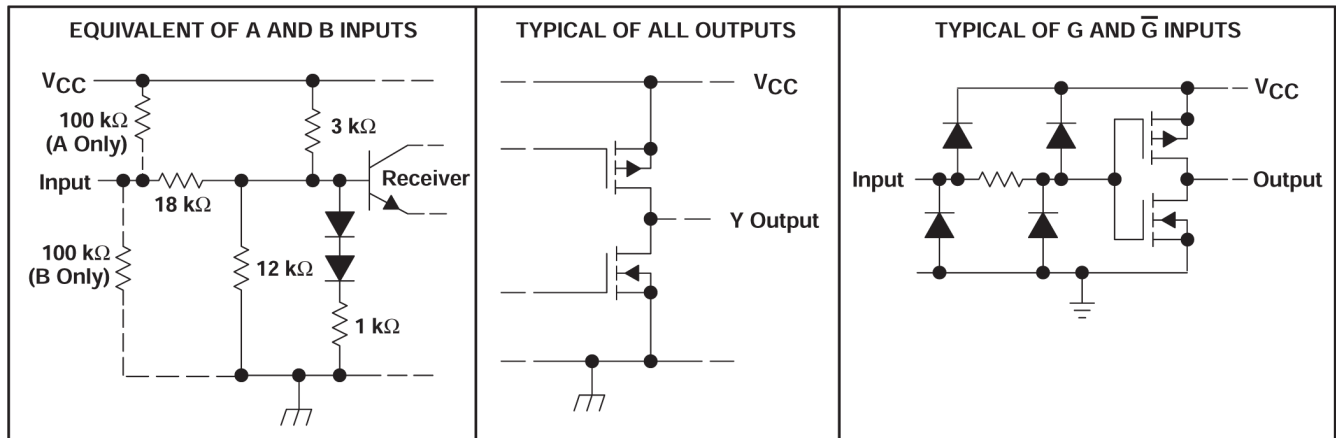 EQUIVALENT OF A AND B INPUTS
VCC
100 kΩ
(A Only)
3 kΩ
Input
18 kΩ
Receiver
100 kΩ
(B Only)
12 kΩ
1 kΩ
TYPICAL OF ALL OUTPUTS
VCC
Y Output
TYPICAL OF G AND G̅ INPUTS
VCC
Input
Output